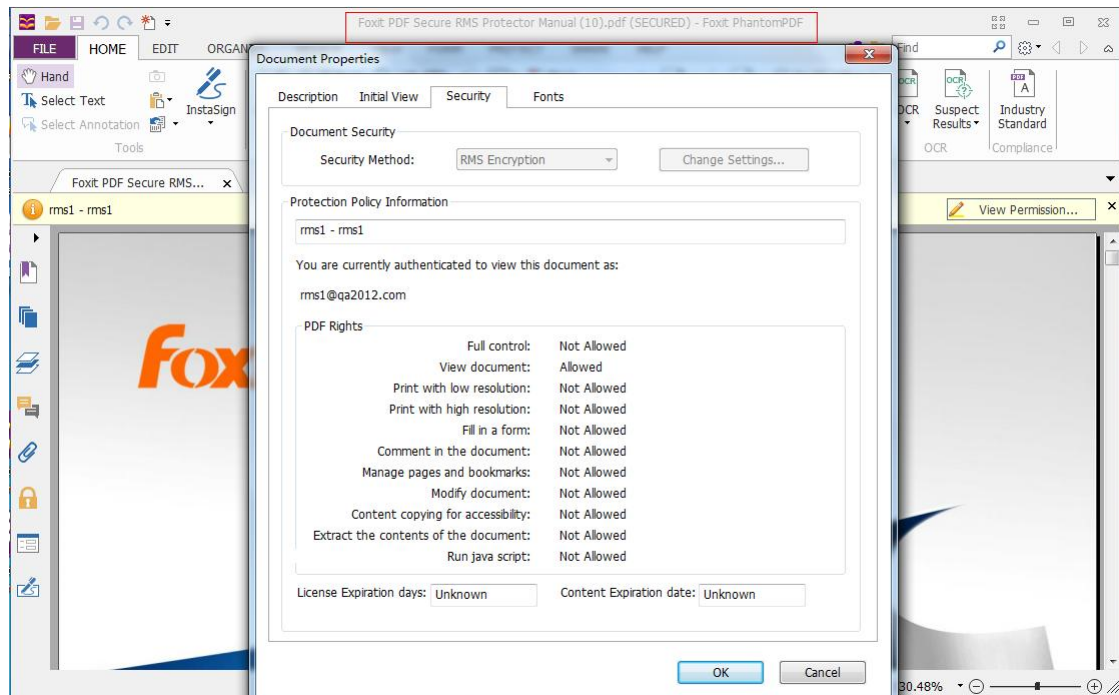 Foxit PDF Secure RMS Protector Manual (10).pdf (SECURED) - Foxit PhantomPDF
FILE HOME EDIT ORGAN
Find
Hand
Select Text
Select Annotation
Tools
InstaSign
OCR
Suspect
Results
OCR
Industry
Standard
Compliance
Foxit PDF Secure RMS... x
rms1 - rms1
View Permission...
Document Properties
Description Initial View Security Fonts
Document Security
Security Method: RMS Encryption Change Settings...
Protection Policy Information
rms1 - rms1
You are currently authenticated to view this document as:
rms1@qa2012.com
PDF Rights
Full control: Not Allowed
View document: Allowed
Print with low resolution: Not Allowed
Print with high resolution: Not Allowed
Fill in a form: Not Allowed
Comment in the document: Not Allowed
Manage pages and bookmarks: Not Allowed
Modify document: Not Allowed
Content copying for accessibility: Not Allowed
Extract the contents of the document: Not Allowed
Run java script: Not Allowed
License Expiration days: Unknown Content Expiration date: Unknown
OK Cancel
Fox
30.48%